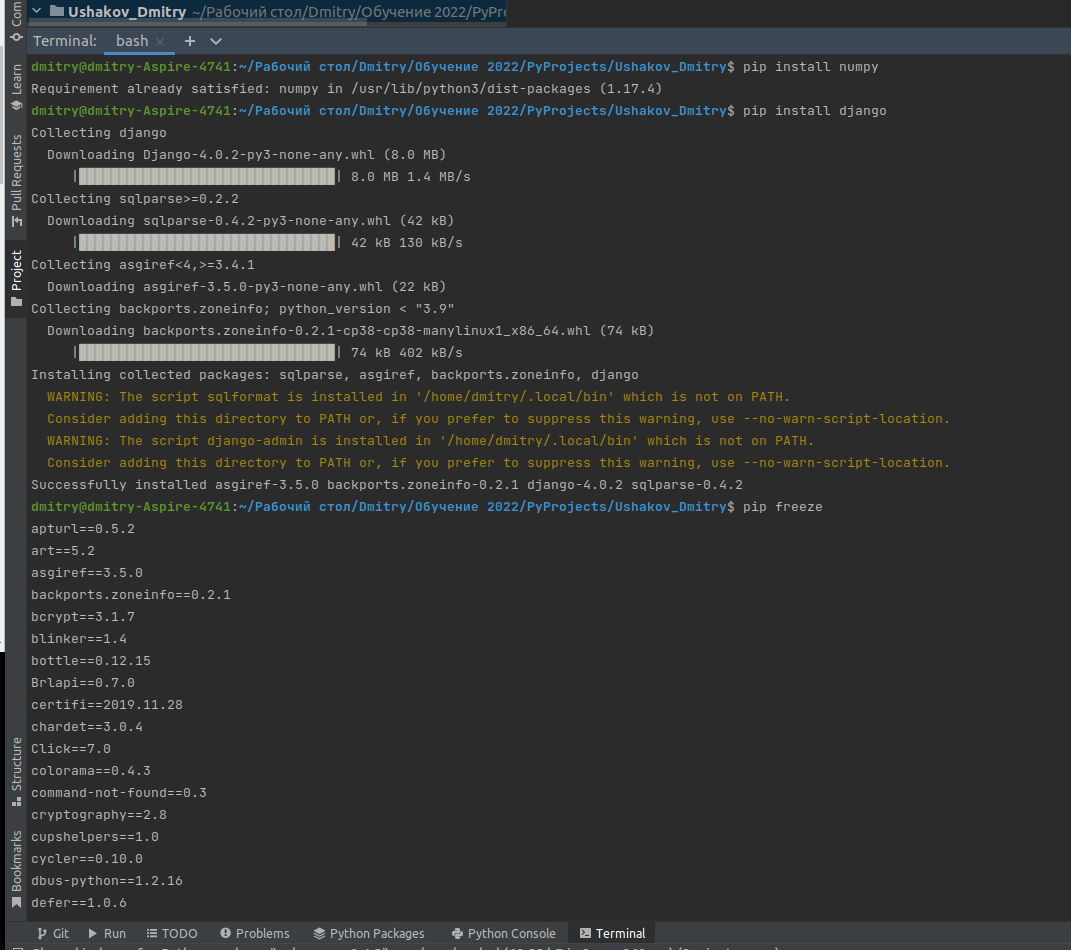 Ushakov_Dmitry ~/Рабочий стол/Dmitry/Обучение 2022/PyPr
Terminal: bash × +
Com
Learn
Pull Requests
Project
Structure
Bookmarks
dmitry@dmitry-Aspire-4741:~/Рабочий стол/Dmitry/Обучение 2022/PyProjects/Ushakov_Dmitry$ pip install numpy
Requirement already satisfied: numpy in /usr/lib/python3/dist-packages (1.17.4)
dmitry@dmitry-Aspire-4741:~/Рабочий стол/Dmitry/Обучение 2022/PyProjects/Ushakov_Dmitry$ pip install django
Collecting django
Downloading Django-4.0.2-py3-none-any.whl (8.0 MB)
| | 8.0 MB 1.4 MB/s
Collecting sqlparse>=0.2.2
Downloading sqlparse-0.4.2-py3-none-any.whl (42 kB)
| | 42 kB 130 kB/s
Collecting asgiref<4,>=3.4.1
Downloading asgiref-3.5.0-py3-none-any.whl (22 kB)
Collecting backports.zoneinfo; python_version < "3.9"
Downloading backports.zoneinfo-0.2.1-cp38-cp38-manylinux1_x86_64.whl (74 kB)
| | 74 kB 402 kB/s
Installing collected packages: sqlparse, asgiref, backports.zoneinfo, django
WARNING: The script sqlformat is installed in '/home/dmitry/.local/bin' which is not on PATH.
Consider adding this directory to PATH or, if you prefer to suppress this warning, use --no-warn-script-location.
WARNING: The script django-admin is installed in '/home/dmitry/.local/bin' which is not on PATH.
Consider adding this directory to PATH or, if you prefer to suppress this warning, use --no-warn-script-location.
Successfully installed asgiref-3.5.0 backports.zoneinfo-0.2.1 django-4.0.2 sqlparse-0.4.2
dmitry@dmitry-Aspire-4741:~/Рабочий стол/Dmitry/Обучение 2022/PyProjects/Ushakov_Dmitry$ pip freeze
apturl==0.5.2
art==5.2
asgiref==3.5.0
backports.zoneinfo==0.2.1
bcrypt==3.1.7
blinker==1.4
bottle==0.12.15
Brlapi==0.7.0
certifi==2019.11.28
chardet==3.0.4
Click==7.0
colorama==0.4.3
command-not-found==0.3
cryptography==2.8
cupshelpers==1.0
cycler==0.10.0
dbus-python==1.2.16
defer==1.0.6
Git Run TODO Problems Python Packages Python Console Terminal